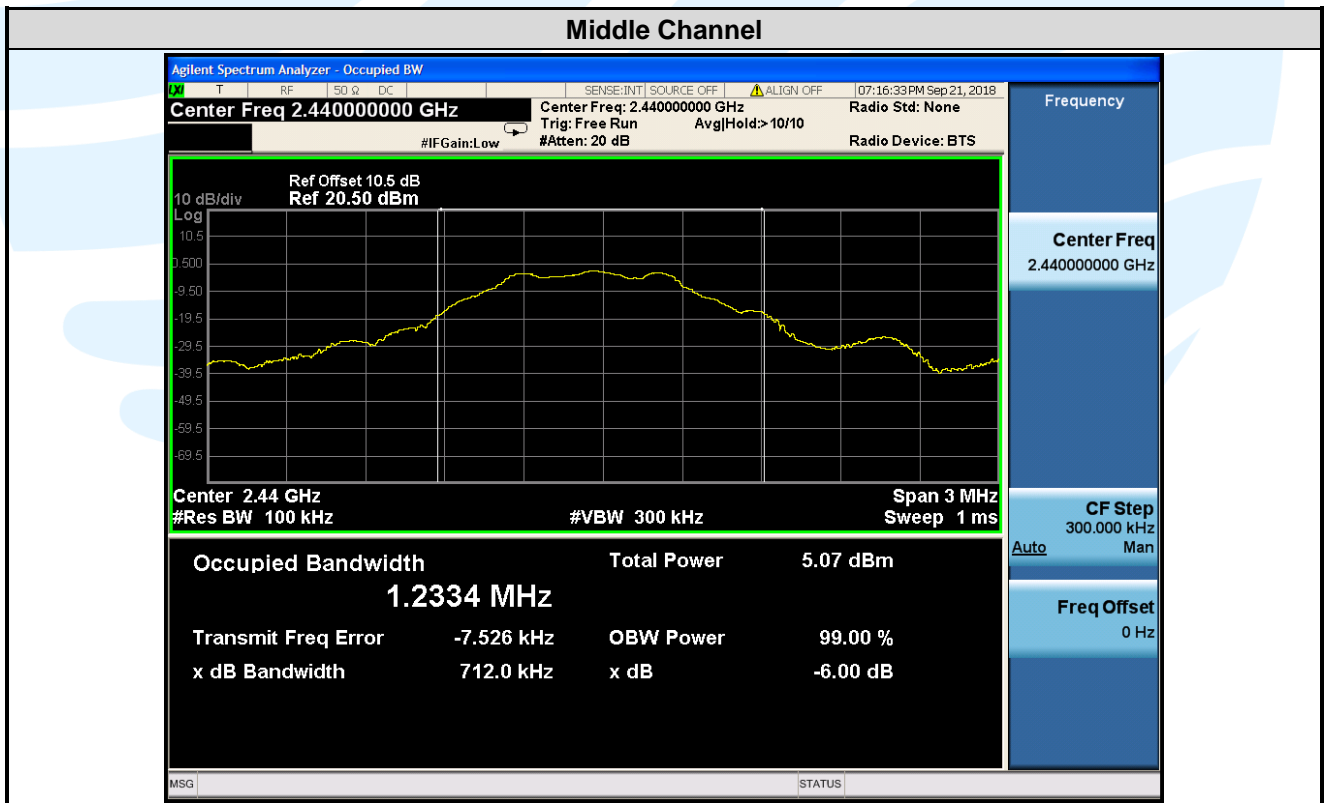 Middle Channel
Agilent Spectrum Analyzer - Occupied BW
LXI T RF 50 Ω DC SENSE:INT SOURCE OFF ALIGN OFF 07:16:33 PM Sep 21, 2018
Center Freq 2.440000000 GHz
Center Freq: 2.440000000 GHz
Radio Std: None
Trig: Free Run Avg|Hold:> 10/10
#IFGain:Low
#Atten: 20 dB
Radio Device: BTS
Ref Offset 10.5 dB
10 dB/div Ref 20.50 dBm
Log
10.5
0.500
-9.50
-19.5
-29.5
-39.5
-49.5
-59.5
-69.5
Center 2.44 GHz Span 3 MHz
#Res BW 100 kHz #VBW 300 kHz Sweep 1 ms
Occupied Bandwidth Total Power 5.07 dBm
1.2334 MHz
Transmit Freq Error -7.526 kHz OBW Power 99.00 %
x dB Bandwidth 712.0 kHz x dB -6.00 dB
MSG STATUS
Frequency
Center Freq
2.440000000 GHz
CF Step
300.000 kHz
Auto Man
Freq Offset
0 Hz